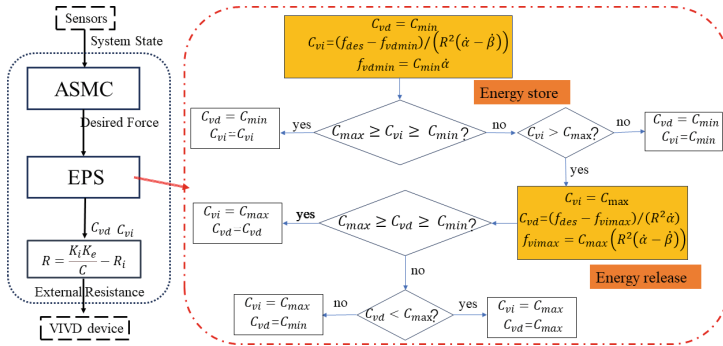 Sensors
System State
ASMC
Desired Force
EPS
C_vd C_vi
R = K_i K_e / C − R_i
External Resistance
VIVD device
C_vd = C_min
C_vi=(f_des − f_vdmin)/(R²(α̇ − β̇))
f_vdmin = C_min α̇
Energy store
C_vd = C_min
C_vi=C_vi
yes
C_max ≥ C_vi ≥ C_min?
no
C_vi > C_max?
no
C_vd = C_min
C_vi=C_min
yes
C_vi = C_max
C_vd=(f_des − f_vimax)/(R²α̇)
f_vimax = C_max(R²(α̇ − β̇))
Energy release
C_vi = C_max
C_vd=C_vd
yes
C_max ≥ C_vd ≥ C_min?
no
C_vi = C_max
C_vd=C_min
no
C_vd < C_max?
yes
C_vi = C_max
C_vd=C_max